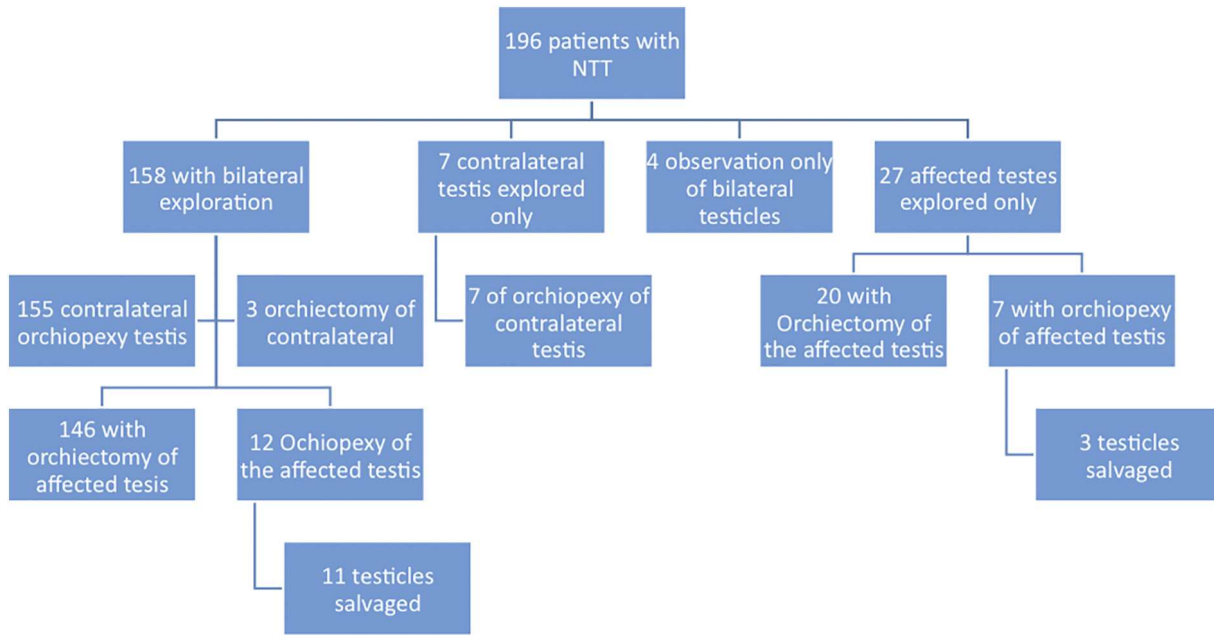 196 patients with
NTT
158 with bilateral
exploration
7 contralateral
testis explored
only
4 observation only
of bilateral
testicles
27 affected testes
explored only
155 contralateral
orchiopexy testis
3 orchiectomy of
contralateral
7 of orchiopexy of
contralateral
testis
20 with
Orchiectomy of
the affected testis
7 with orchiopexy
of affected testis
146 with
orchiectomy of
affected tesis
12 Ochiopexy of
the affected testis
3 testicles
salvaged
11 testicles
salvaged